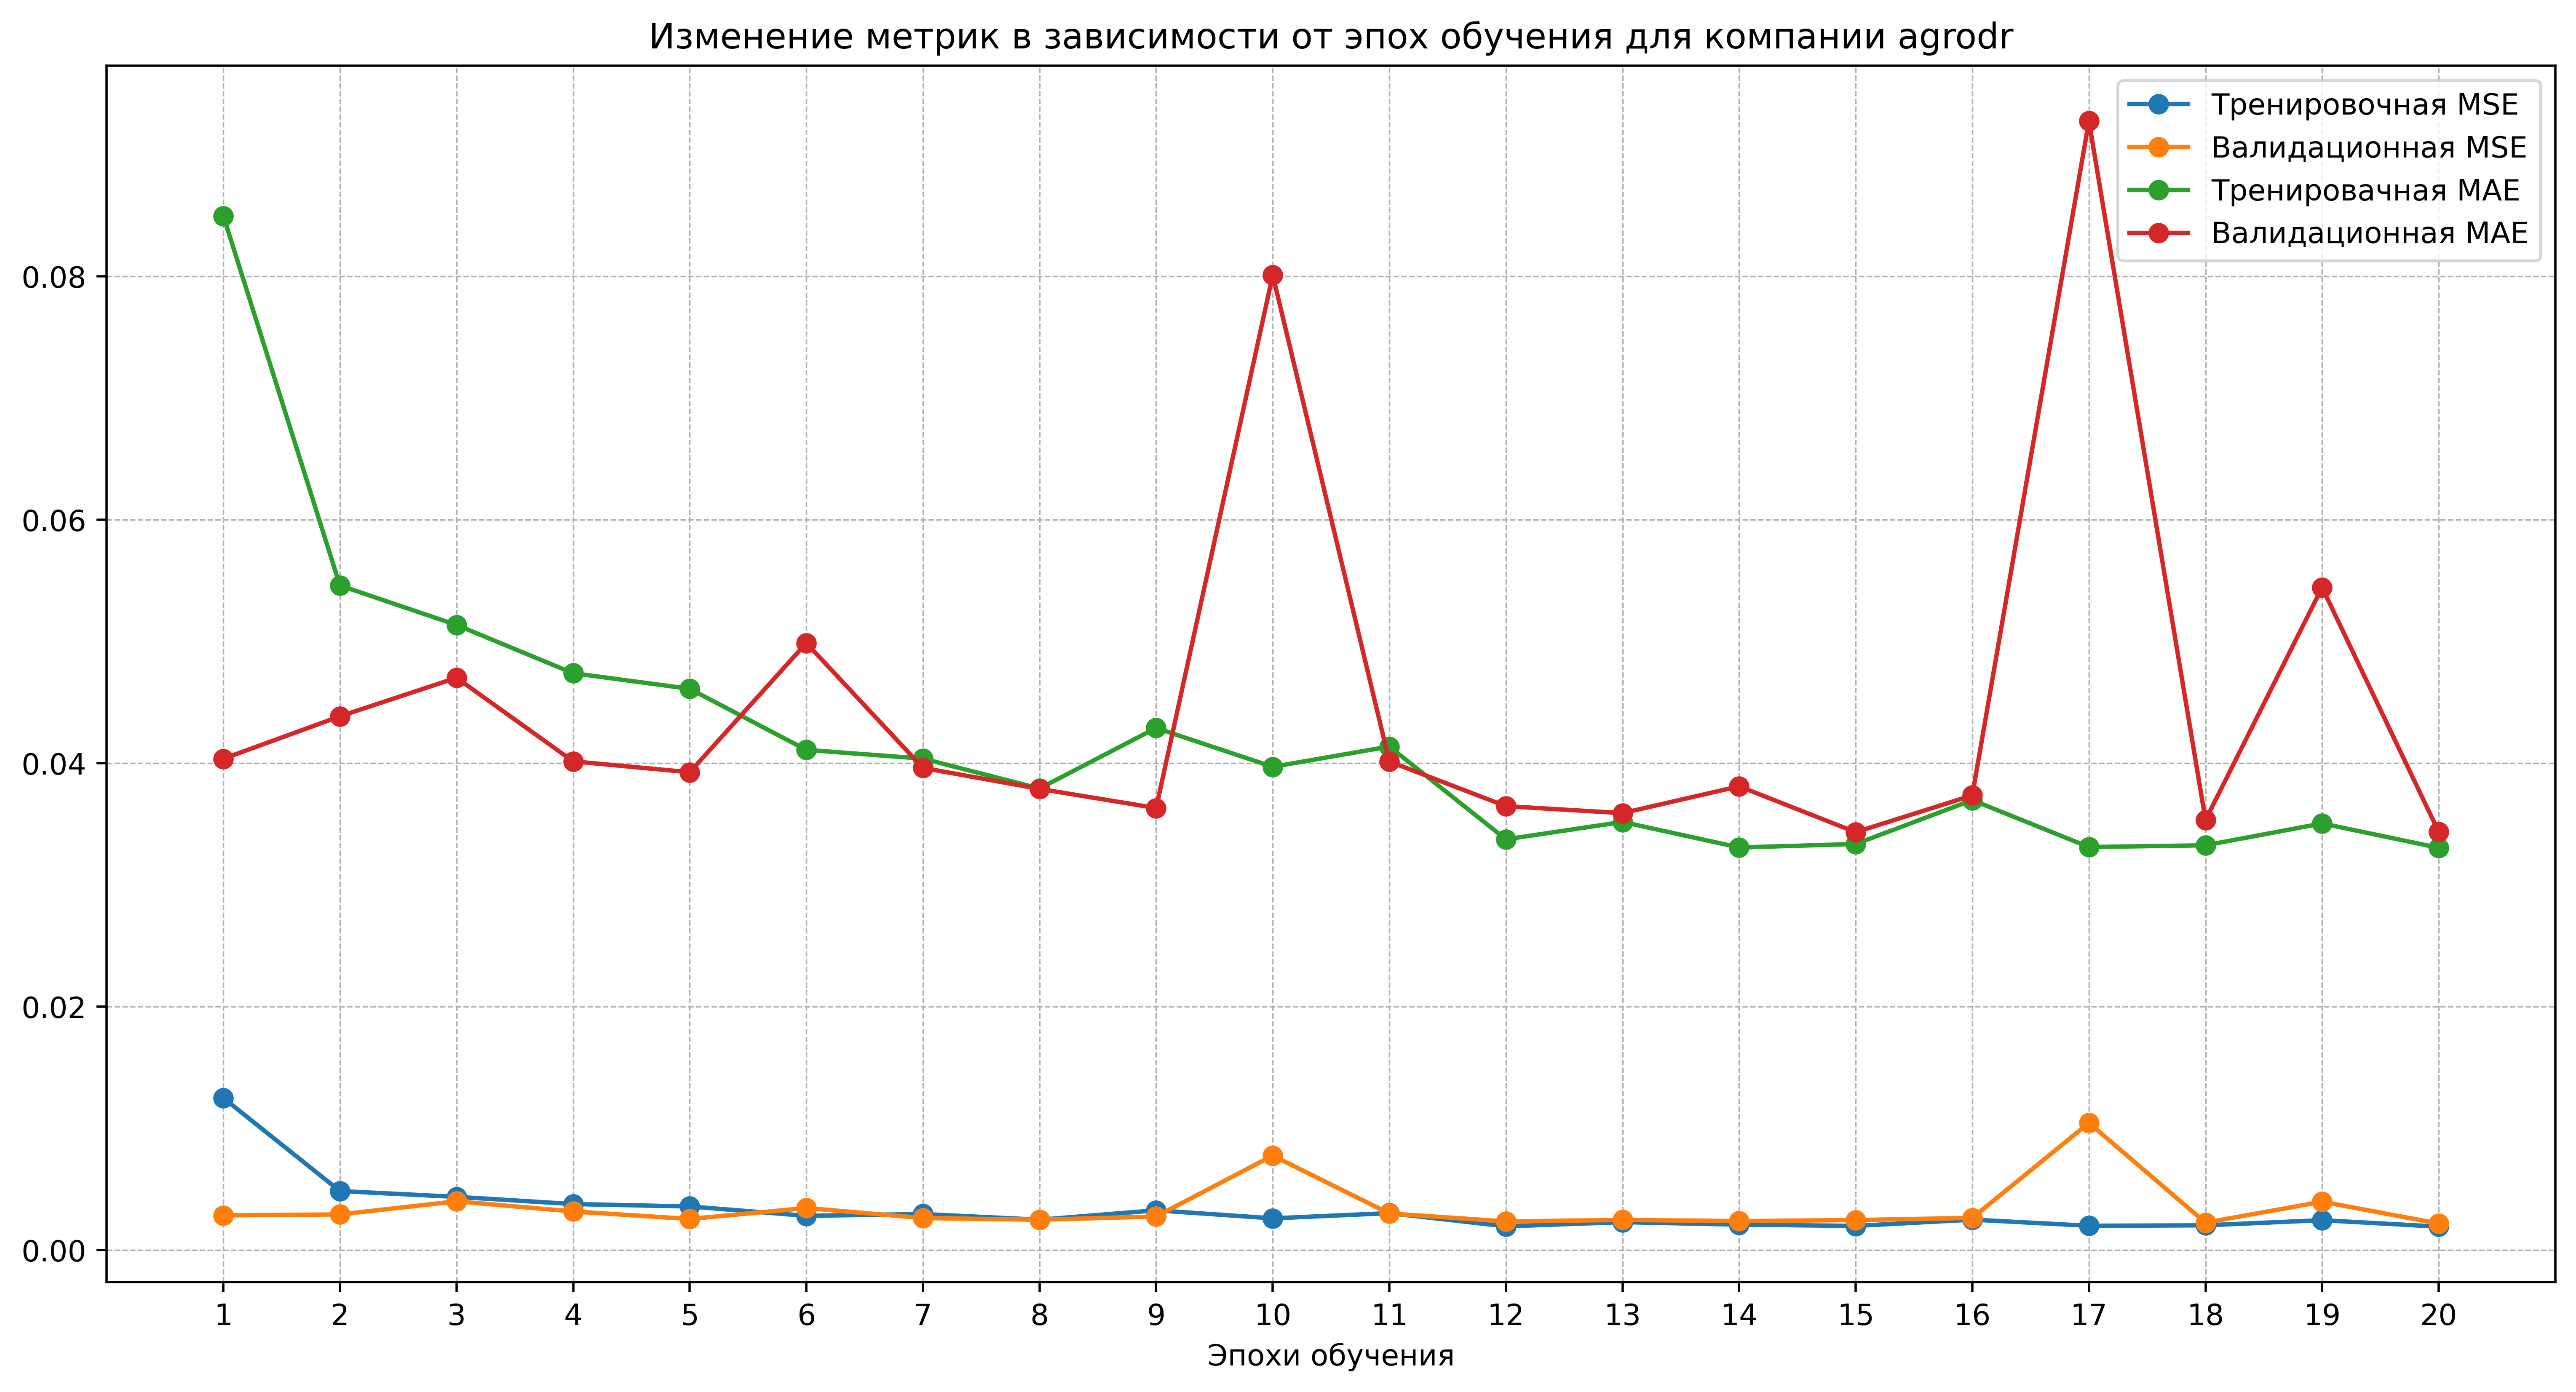 Изменение метрик в зависимости от эпох обучения для компании agrodr
Тренировочная MSE
Валидационная MSE
Тренировачная MAE
Валидационная MAE
0.08
0.06
0.04
0.02
0.00
1 2 3 4 5 6 7 8 9 10 11 12 13 14 15 16 17 18 19 20
Эпохи обучения